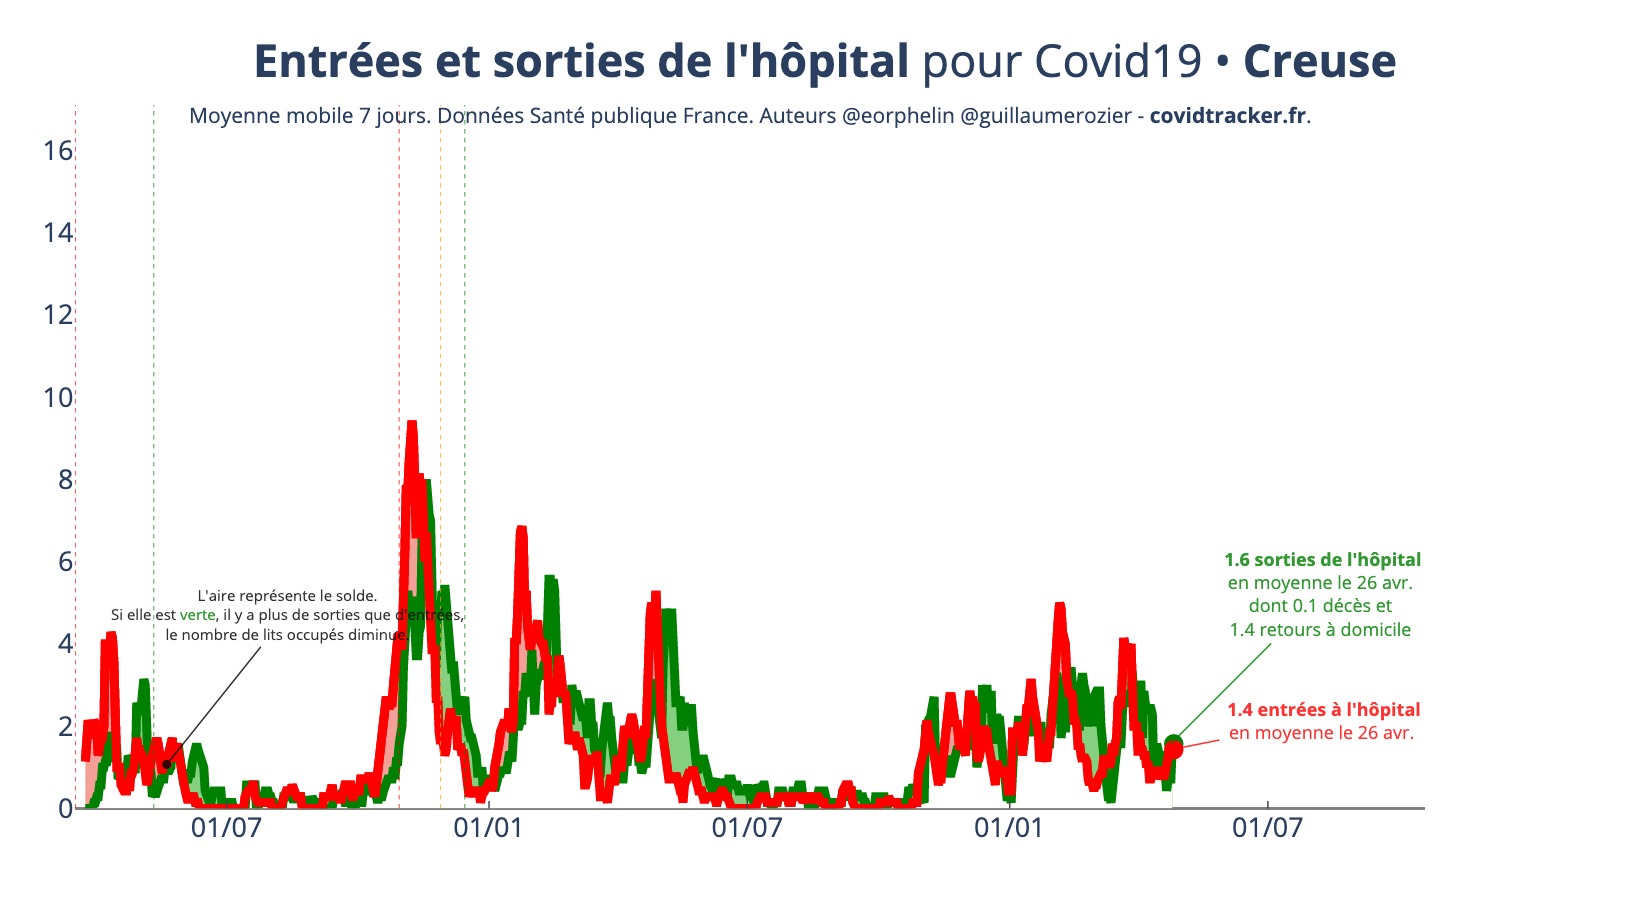 Entrées et sorties de l'hôpital pour Covid19 • Creuse
Moyenne mobile 7 jours. Données Santé publique France. Auteurs @eorphelin @guillaumerozier - covidtracker.fr.
16
14
12
10
8
6
4
2
0
L'aire représente le solde.
Si elle est verte, il y a plus de sorties que d'entrées,
le nombre de lits occupés diminue.
1.6 sorties de l'hôpital
en moyenne le 26 avr.
dont 0.1 décès et
1.4 retours à domicile
1.4 entrées à l'hôpital
en moyenne le 26 avr.
01/07
01/01
01/07
01/01
01/07